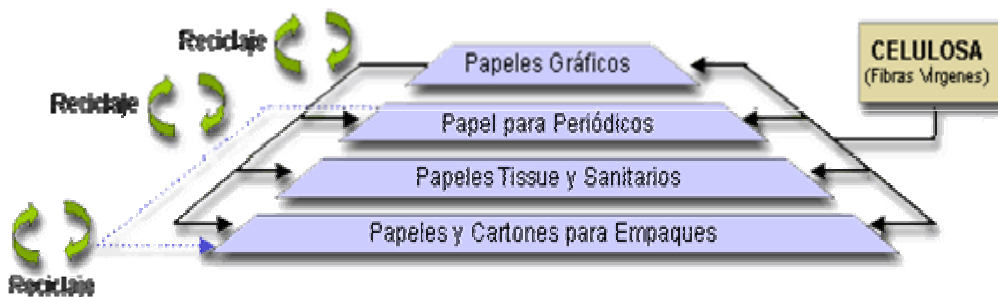 Reciclaje
Papeles Gráficos
CELULOSA
(Fibras Vírgenes)
Reciclaje
Papel para Periódicos
Papeles Tissue y Sanitarios
Papeles y Cartones para Empaques
Reciclaje